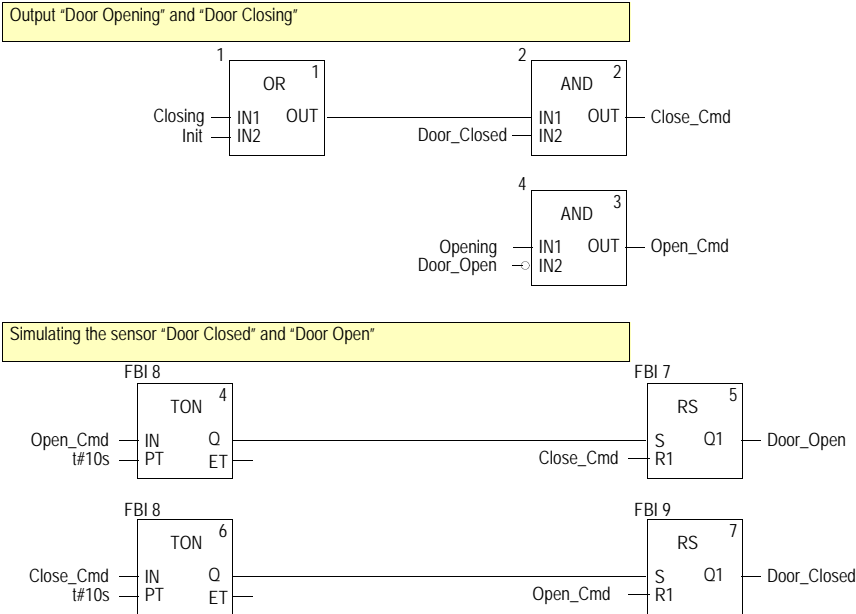 Output “Door Opening” and “Door Closing”
1 2
1 2
OR AND
Closing IN1 OUT IN1 OUT Close_Cmd
Init IN2 Door_Closed IN2
4
3
AND
Opening IN1 OUT Open_Cmd
Door_Open IN2
Simulating the sensor “Door Closed” and “Door Open”
FBI 8 FBI 7
4 5
TON RS
Open_Cmd IN Q S Q1 Door_Open
t#10s PT ET Close_Cmd R1
FBI 8 FBI 9
6 7
TON RS
Close_Cmd IN Q S Q1 Door_Closed
t#10s PT ET Open_Cmd R1